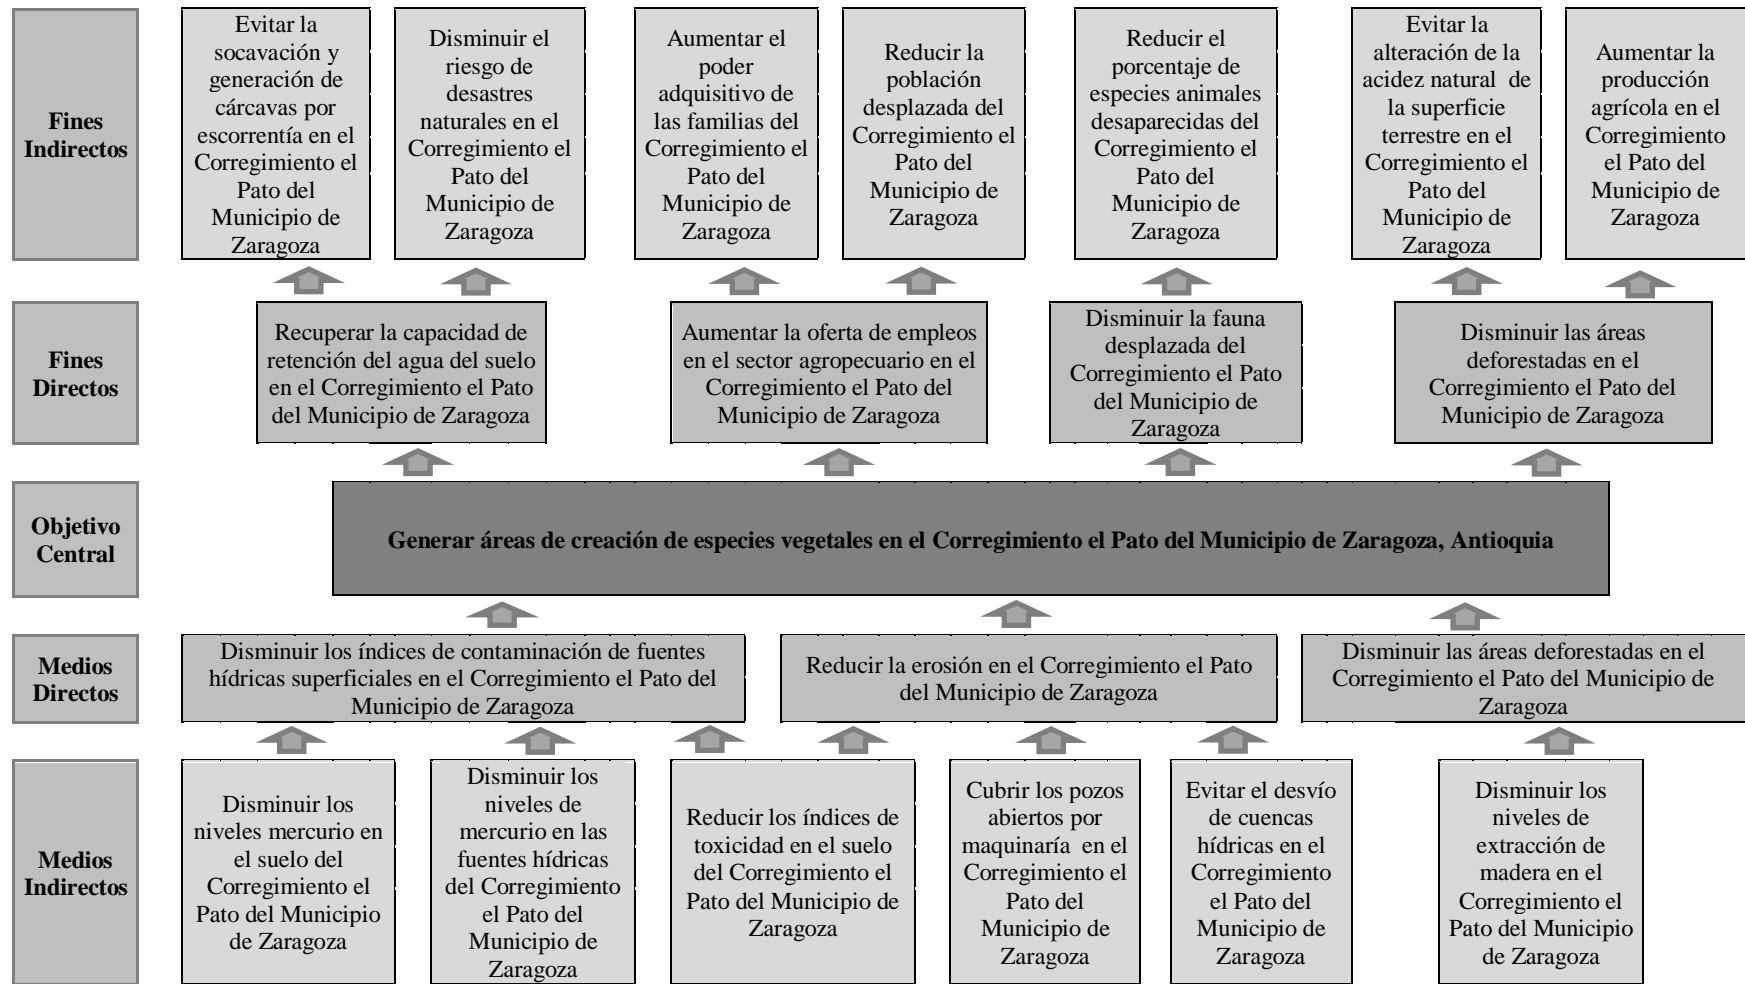 Fines
Indirectos
Evitar la
socavación y
generación de
cárcavas por
escorrentía en el
Corregimiento el
Pato del
Municipio de
Zaragoza
Disminuir el
riesgo de
desastres
naturales en el
Corregimiento el
Pato del
Municipio de
Zaragoza
Aumentar el
poder
adquisitivo de
las familias del
Corregimiento el
Pato del
Municipio de
Zaragoza
Reducir la
población
desplazada del
Corregimiento el
Pato del
Municipio de
Zaragoza
Reducir el
porcentaje de
especies animales
desaparecidas del
Corregimiento el
Pato del
Municipio de
Zaragoza
Evitar la
alteración de la
acidez natural  de
la superficie
terrestre en el
Corregimiento el
Pato del
Municipio de
Zaragoza
Aumentar la
producción
agrícola en el
Corregimiento
el Pato del
Municipio de
Zaragoza
Fines
Directos
Recuperar la capacidad de
retención del agua del suelo
en el Corregimiento el Pato
del Municipio de Zaragoza
Aumentar la oferta de empleos
en el sector agropecuario en el
Corregimiento el Pato del
Municipio de Zaragoza
Disminuir la fauna
desplazada del
Corregimiento el Pato
del Municipio de
Zaragoza
Disminuir las áreas
deforestadas en el
Corregimiento el Pato del
Municipio de Zaragoza
Objetivo
Central
Generar áreas de creación de especies vegetales en el Corregimiento el Pato del Municipio de Zaragoza, Antioquia
Medios
Directos
Disminuir los índices de contaminación de fuentes
hídricas superficiales en el Corregimiento el Pato del
Municipio de Zaragoza
Reducir la erosión en el Corregimiento el Pato
del Municipio de Zaragoza
Disminuir las áreas deforestadas en el
Corregimiento el Pato del Municipio de
Zaragoza
Medios
Indirectos
Disminuir los
niveles mercurio en
el suelo del
Corregimiento el
Pato del Municipio
de Zaragoza
Disminuir los
niveles de
mercurio en las
fuentes hídricas
del Corregimiento
el Pato del
Municipio de
Zaragoza
Reducir los índices de
toxicidad en el suelo
del Corregimiento el
Pato del Municipio de
Zaragoza
Cubrir los pozos
abiertos por
maquinaría  en el
Corregimiento el
Pato del
Municipio de
Zaragoza
Evitar el desvío
de cuencas
hídricas en el
Corregimiento
el Pato del
Municipio de
Zaragoza
Disminuir los
niveles de
extracción de
madera en el
Corregimiento el
Pato del Municipio
de Zaragoza